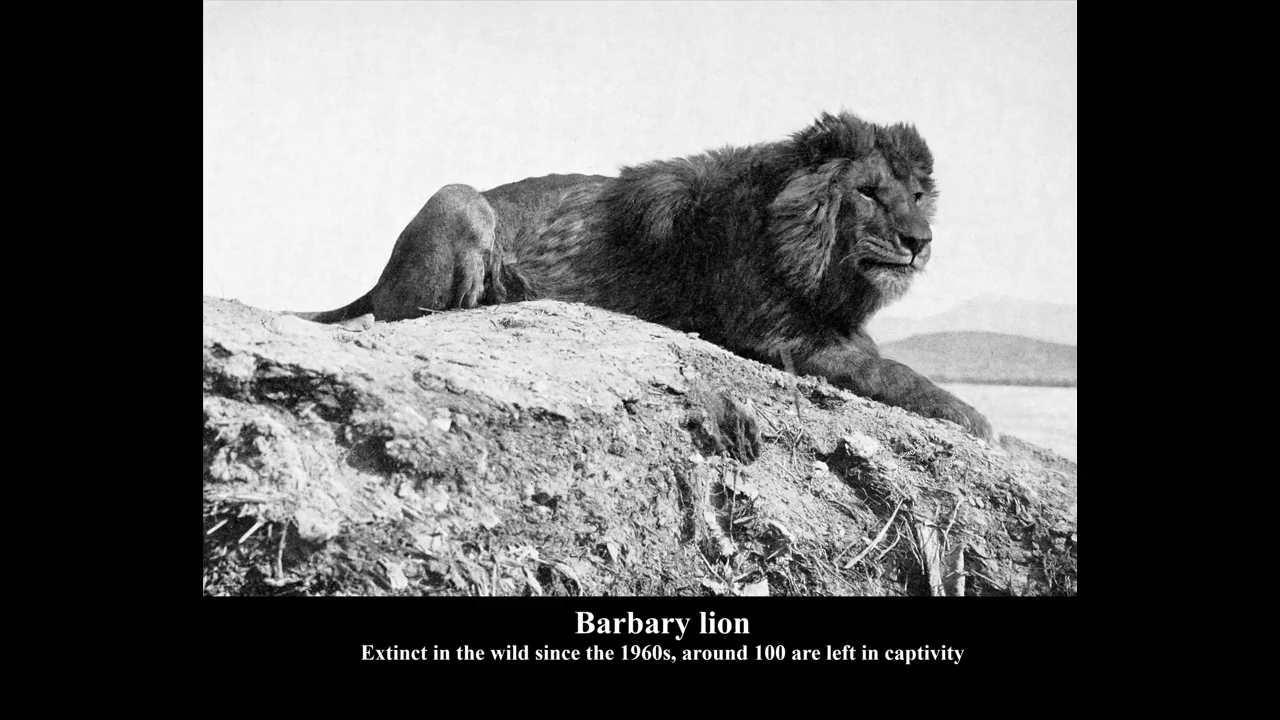 Barbary lion
Extinct in the wild since the 1960s, around 100 are left in captivity